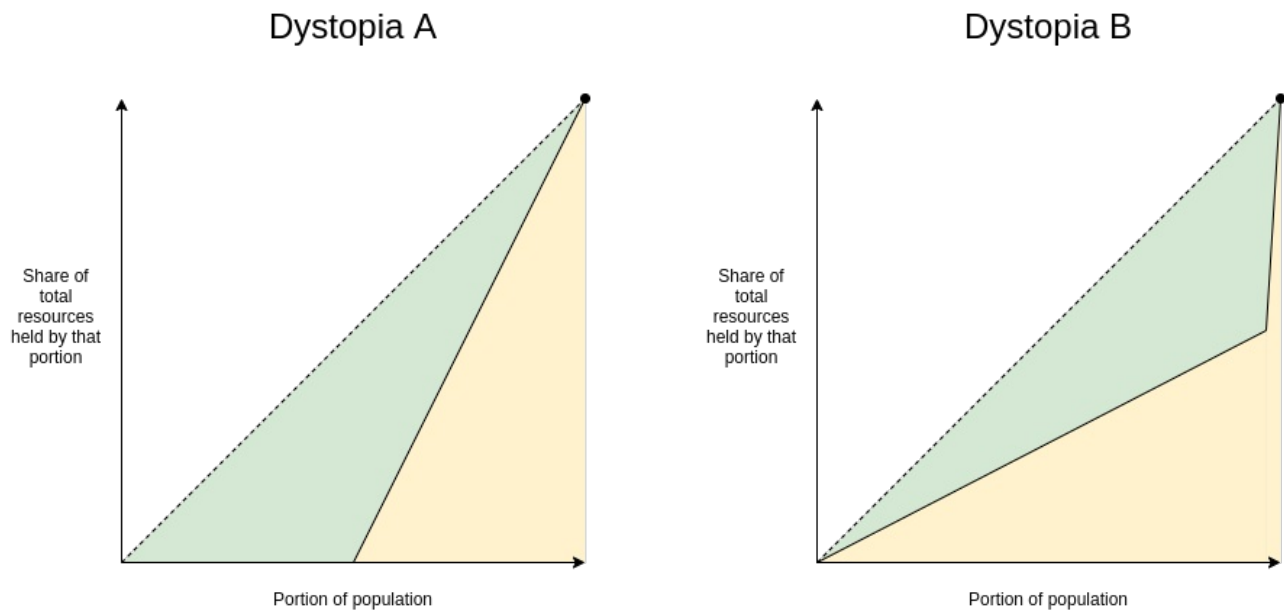 Dystopia A
Share of
total
resources
held by that
portion
Portion of population
Dystopia B
Share of
total
resources
held by that
portion
Portion of population